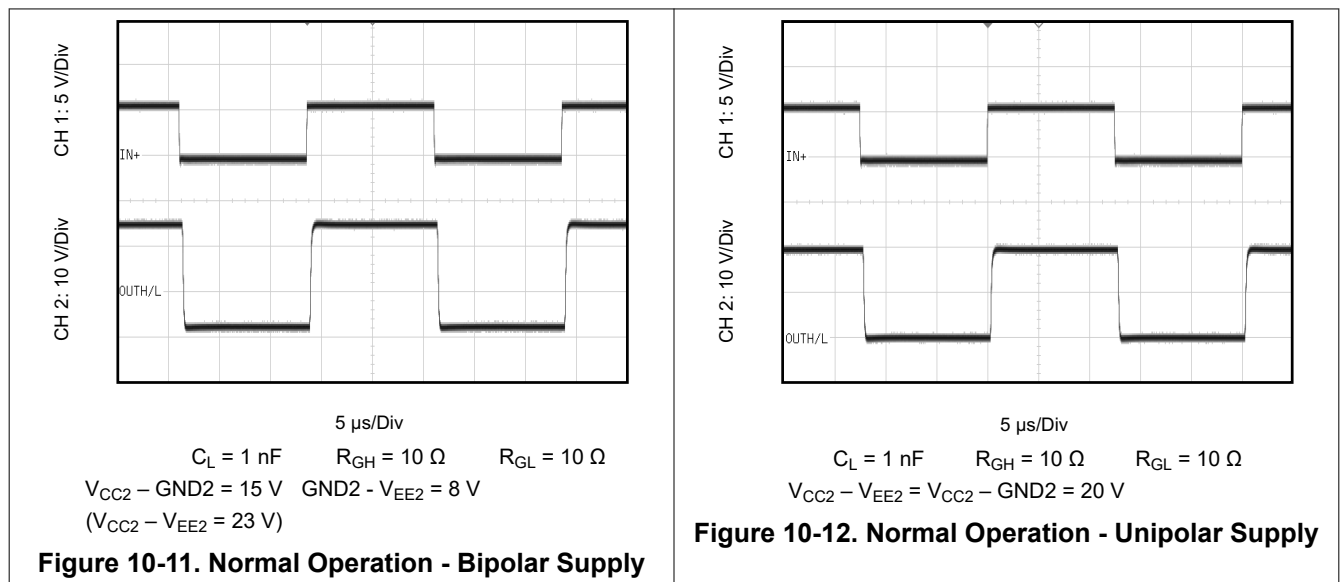 CH 1: 5 V/Div
CH 2: 10 V/Div
IN+
OUTH/L
5 µs/Div
C_L = 1 nF R_GH = 10 Ω R_GL = 10 Ω
V_CC2 – GND2 = 15 V GND2 - V_EE2 = 8 V
(V_CC2 – V_EE2 = 23 V)
Figure 10-11. Normal Operation - Bipolar Supply
CH 1: 5 V/Div
CH 2: 10 V/Div
IN+
OUTH/L
5 µs/Div
C_L = 1 nF R_GH = 10 Ω R_GL = 10 Ω
V_CC2 – V_EE2 = V_CC2 – GND2 = 20 V
Figure 10-12. Normal Operation - Unipolar Supply